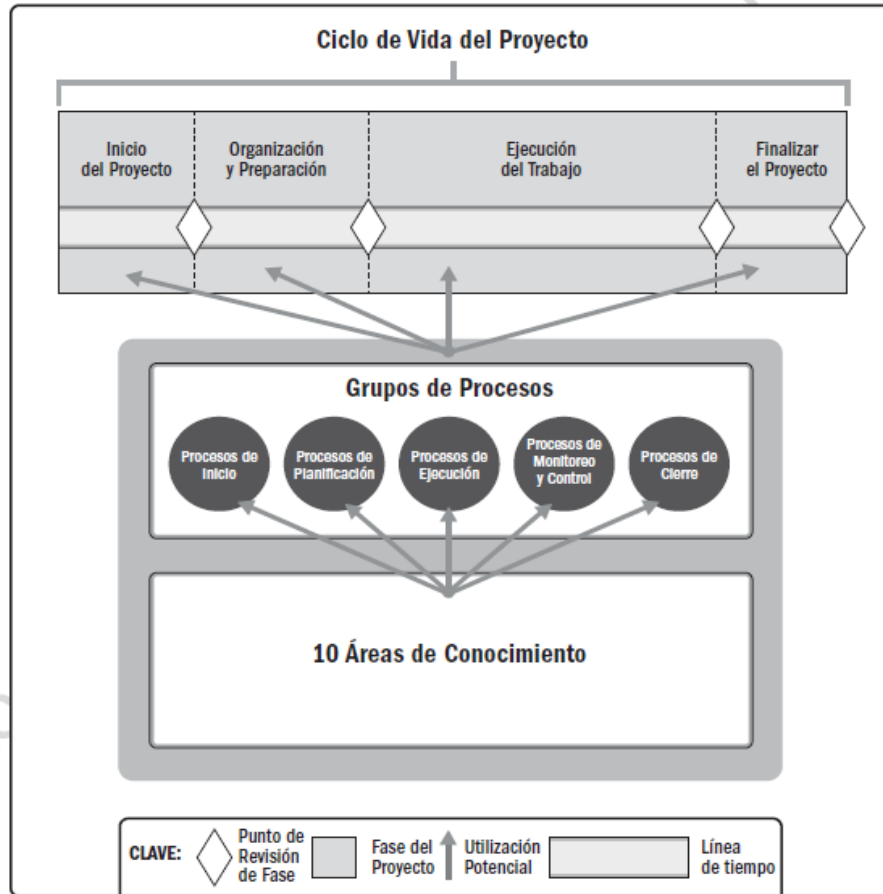 Ciclo de Vida del Proyecto
Inicio
del Proyecto
Organización
y Preparación
Ejecución
del Trabajo
Finalizar
el Proyecto
Grupos de Procesos
Procesos de
Inicio
Procesos de
Planificación
Procesos de
Ejecución
Procesos de
Monitoreo
y Control
Procesos de
Cierre
10 Áreas de Conocimiento
CLAVE:
Punto de
Revisión
de Fase
Fase del
Proyecto
Utilización
Potencial
Línea
de tiempo